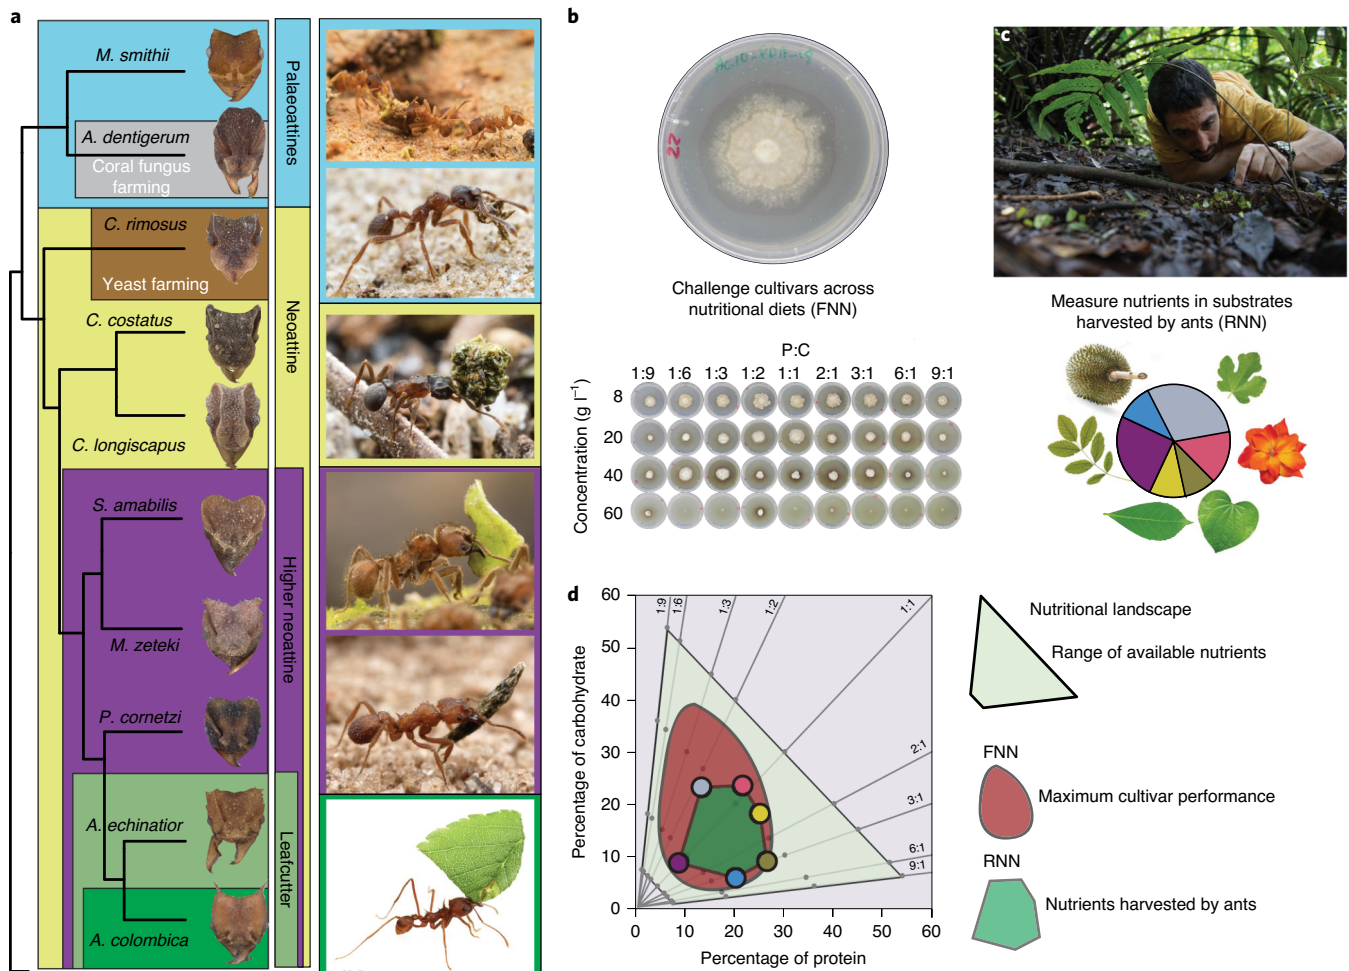 a
M. smithii
A. dentigerum
Coral fungus
farming
C. rimosus
Yeast farming
C. costatus
C. longiscapus
S. amabilis
M. zeteki
P. cornetzi
A. echinatior
A. colombica
Palaeoattines
Neoattine
Higher neoattine
Leafcutter
b
22
Challenge cultivars across
nutritional diets (FNN)
P:C
1:9 1:6 1:3 1:2 1:1 2:1 3:1 6:1 9:1
Concentration (g l−1)
8
20
40
60
c
Measure nutrients in substrates
harvested by ants (RNN)
d
Percentage of carbohydrate
60
50
40
30
20
10
0
1:9 1:6 1:3 1:2 1:1
2:1
3:1
6:1
9:1
0 10 20 30 40 50 60
Percentage of protein
Nutritional landscape
Range of available nutrients
FNN
Maximum cultivar performance
RNN
Nutrients harvested by ants